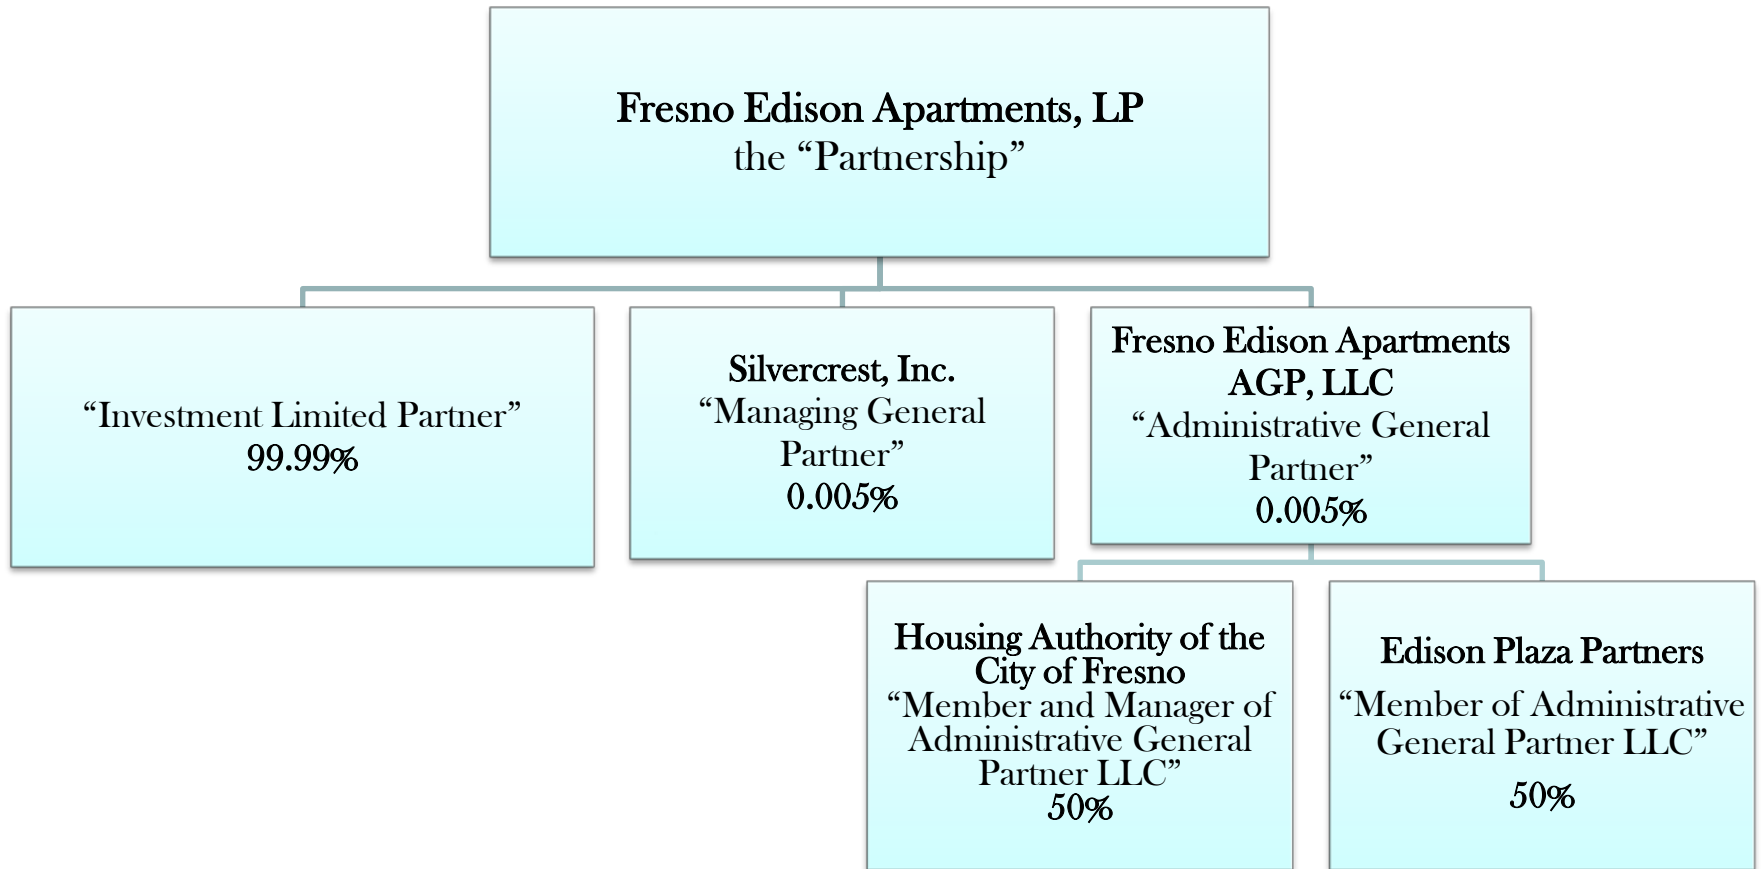 Fresno Edison Apartments, LP
the “Partnership”
“Investment Limited Partner”
99.99%
Silvercrest, Inc.
“Managing General
Partner”
0.005%
Fresno Edison Apartments
AGP, LLC
“Administrative General
Partner”
0.005%
Housing Authority of the
City of Fresno
“Member and Manager of
Administrative General
Partner LLC”
50%
Edison Plaza Partners
“Member of Administrative
General Partner LLC”
50%